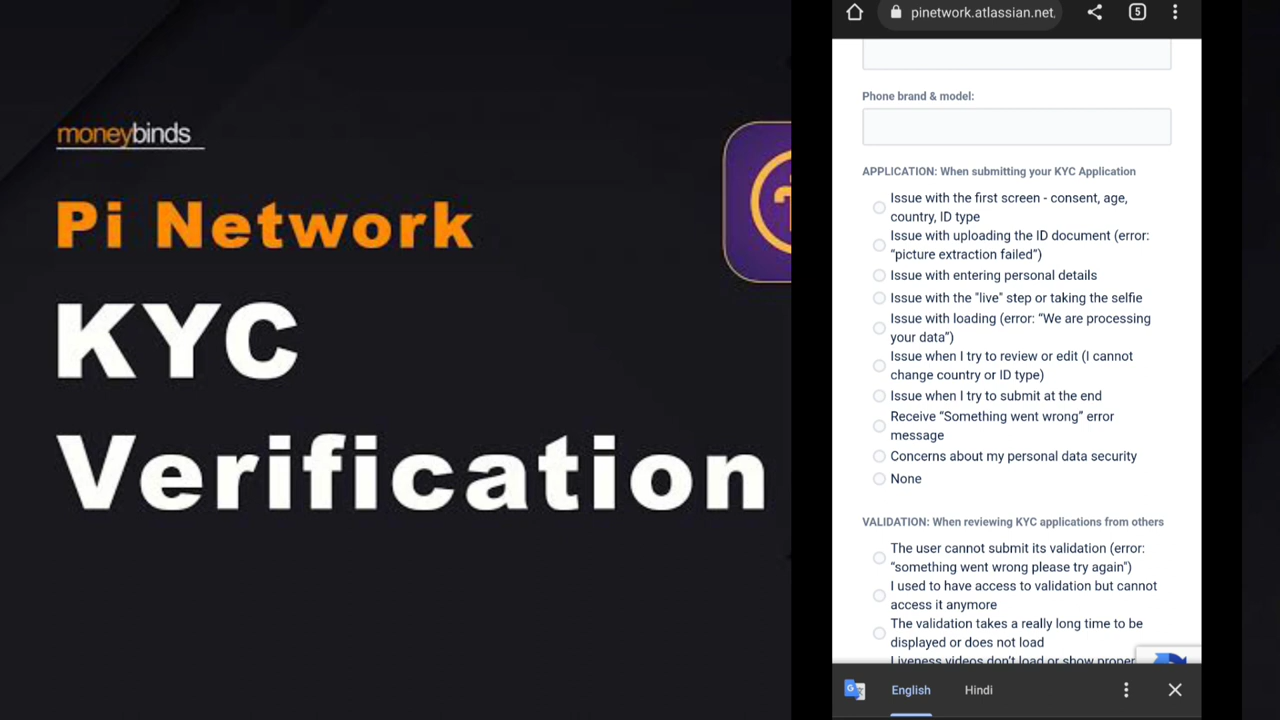 moneybinds
Pi Network
KYC
Verification
pinetwork.atlassian.net
5
Phone brand & model:
APPLICATION: When submitting your KYC Application
Issue with the first screen - consent, age,
country, ID type
Issue with uploading the ID document (error:
“picture extraction failed”)
Issue with entering personal details
Issue with the "live" step or taking the selfie
Issue with loading (error: “We are processing
your data”)
Issue when I try to review or edit (I cannot
change country or ID type)
Issue when I try to submit at the end
Receive “Something went wrong” error
message
Concerns about my personal data security
None
VALIDATION: When reviewing KYC applications from others
The user cannot submit its validation (error:
“something went wrong please try again")
I used to have access to validation but cannot
access it anymore
The validation takes a really long time to be
displayed or does not load
Liveness videos don’t load or show proper
English
Hindi